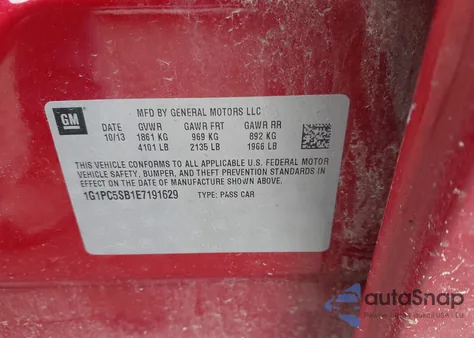 GM
MFD BY GENERAL MOTORS LLC
DATE GVWR GAWR FRT GAWR RR
10/13 1861 KG 969 KG 892 KG
4101 LB 2135 LB 1966 LB
THIS VEHICLE CONFORMS TO ALL APPLICABLE U.S. FEDERAL MOTOR
VEHICLE SAFETY, BUMPER, AND THEFT PREVENTION STANDARDS
IN EFFECT ON THE DATE OF MANUFACTURE SHOWN ABOVE.
1G1PC5SB1E7191629 TYPE: PASS CAR
autoSnap